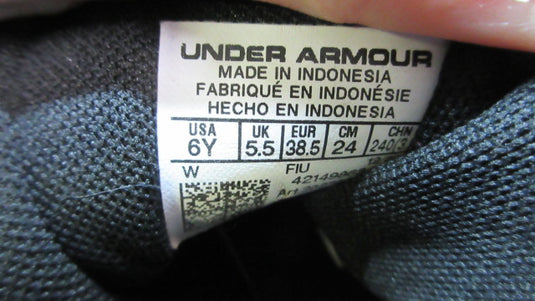 UNDER ARMOUR
MADE IN INDONESIA
FABRIQUÉ EN INDONÉSIE
HECHO EN INDONESIA
USA UK EUR CM CHN
6Y 5.5 38.5 24
W FIU
Art